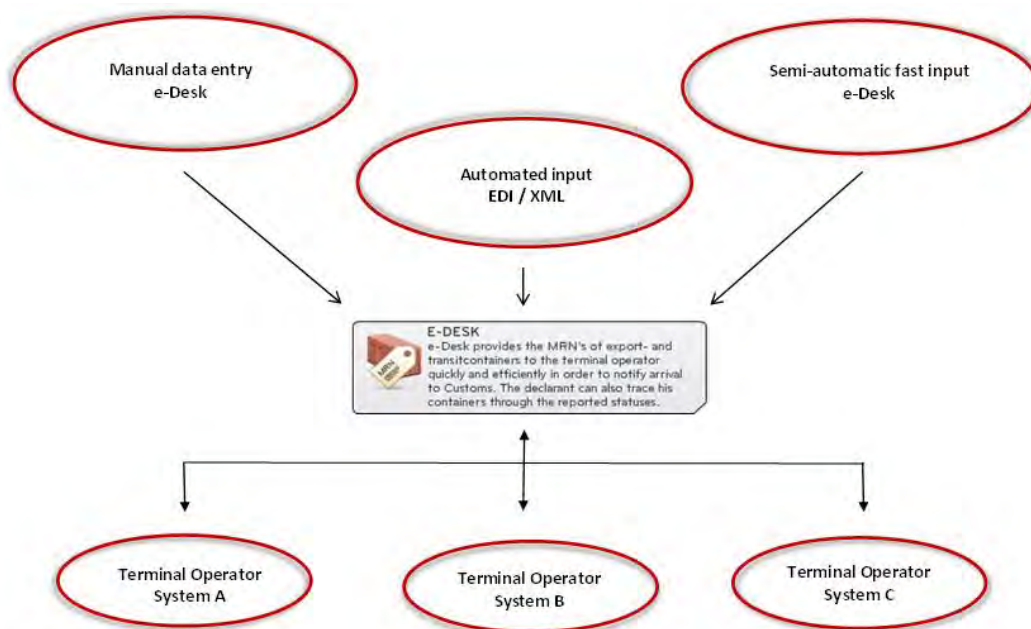 Manual data entry
e-Desk
Semi-automatic fast input
e-Desk
Automated input
EDI / XML
E-DESK
e-Desk provides the MRN's of export- and
transitcontainers to the terminal operator
quickly and efficiently in order to notify arrival
to Customs. The declarant can also trace his
containers through the reported statuses.
MRN
Terminal Operator
System A
Terminal Operator
System B
Terminal Operator
System C